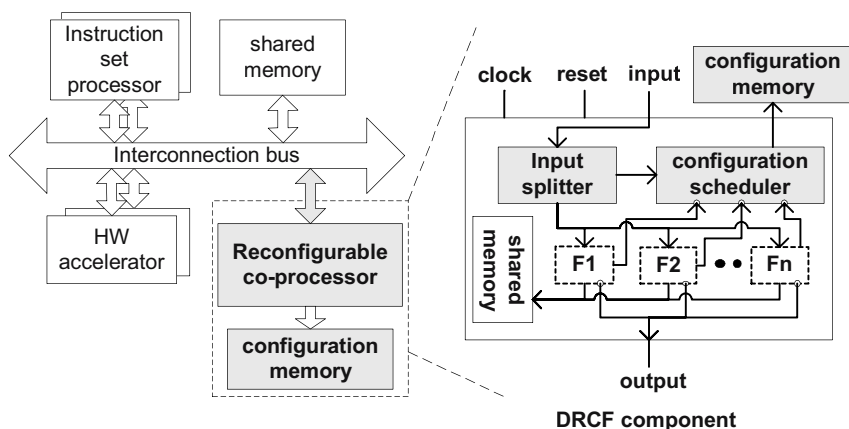 Instruction
set
processor
shared
memory
Interconnection bus
HW
accelerator
Reconfigurable
co-processor
configuration
memory
clock
reset
input
configuration
memory
Input
splitter
configuration
scheduler
shared
memory
F1
F2
Fn
output
DRCF component